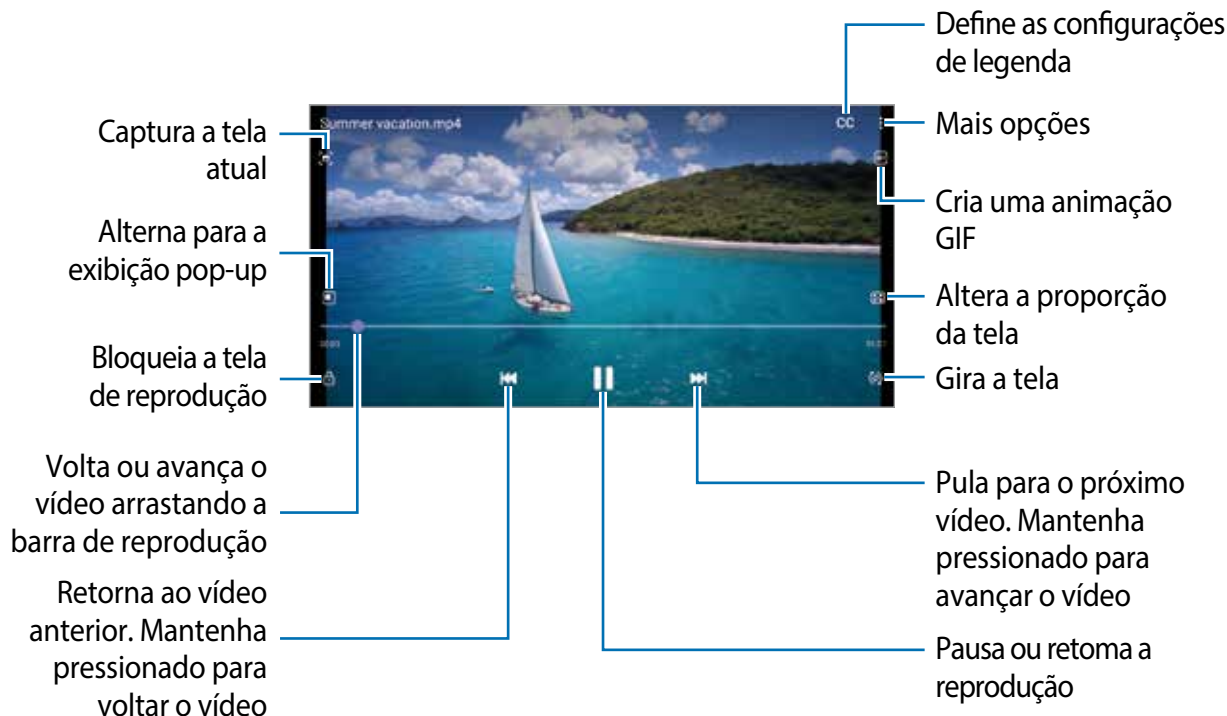 Define as configurações
de legenda
Mais opções
Cria uma animação
GIF
Altera a proporção
da tela
Gira a tela
Pula para o próximo
vídeo. Mantenha
pressionado para
avançar o vídeo
Pausa ou retoma a
reprodução
Captura a tela
atual
Alterna para a
exibição pop-up
Bloqueia a tela
de reprodução
Volta ou avança o
vídeo arrastando a
barra de reprodução
Retorna ao vídeo
anterior. Mantenha
pressionado para
voltar o vídeo
Summer vacation.mp4
CC